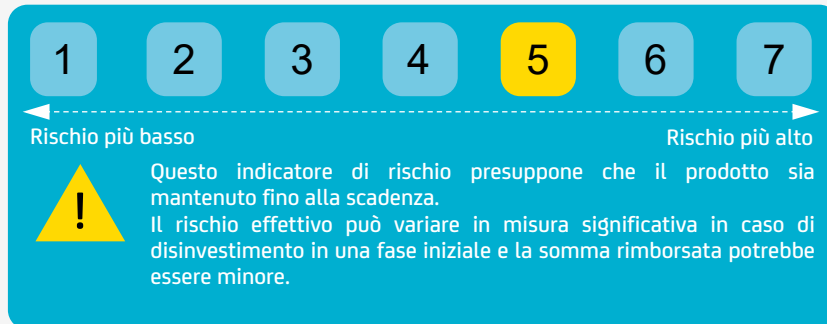 1 2 3 4 5 6 7
Rischio più basso Rischio più alto
!
Questo indicatore di rischio presuppone che il prodotto sia
mantenuto fino alla scadenza.
Il rischio effettivo può variare in misura significativa in caso di
disinvestimento in una fase iniziale e la somma rimborsata potrebbe
essere minore.